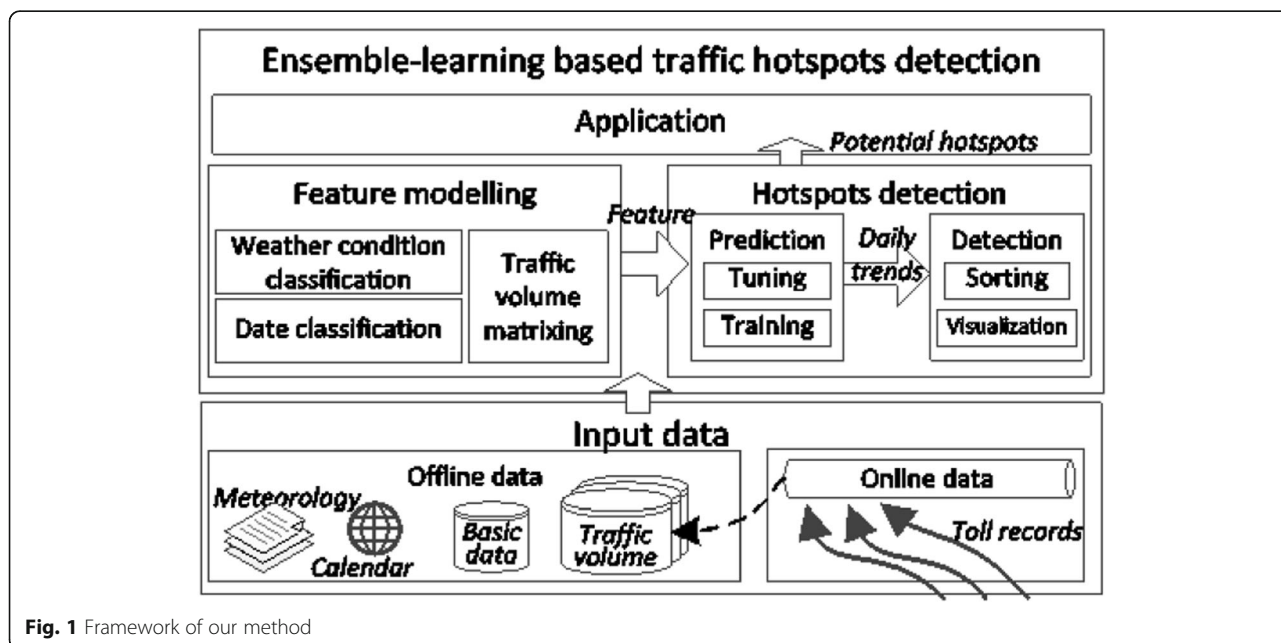 Ensemble-learning based traffic hotspots detection
Application
Potential hotspots
Feature modelling
Weather condition
classification
Date classification
Traffic
volume
matrixing
Feature
Hotspots detection
Prediction
Tuning
Training
Daily
trends
Detection
Sorting
Visualization
Input data
Offline data
Meteorology
Calendar
Basic
data
Traffic
volume
Online data
Toll records
Fig. 1 Framework of our method